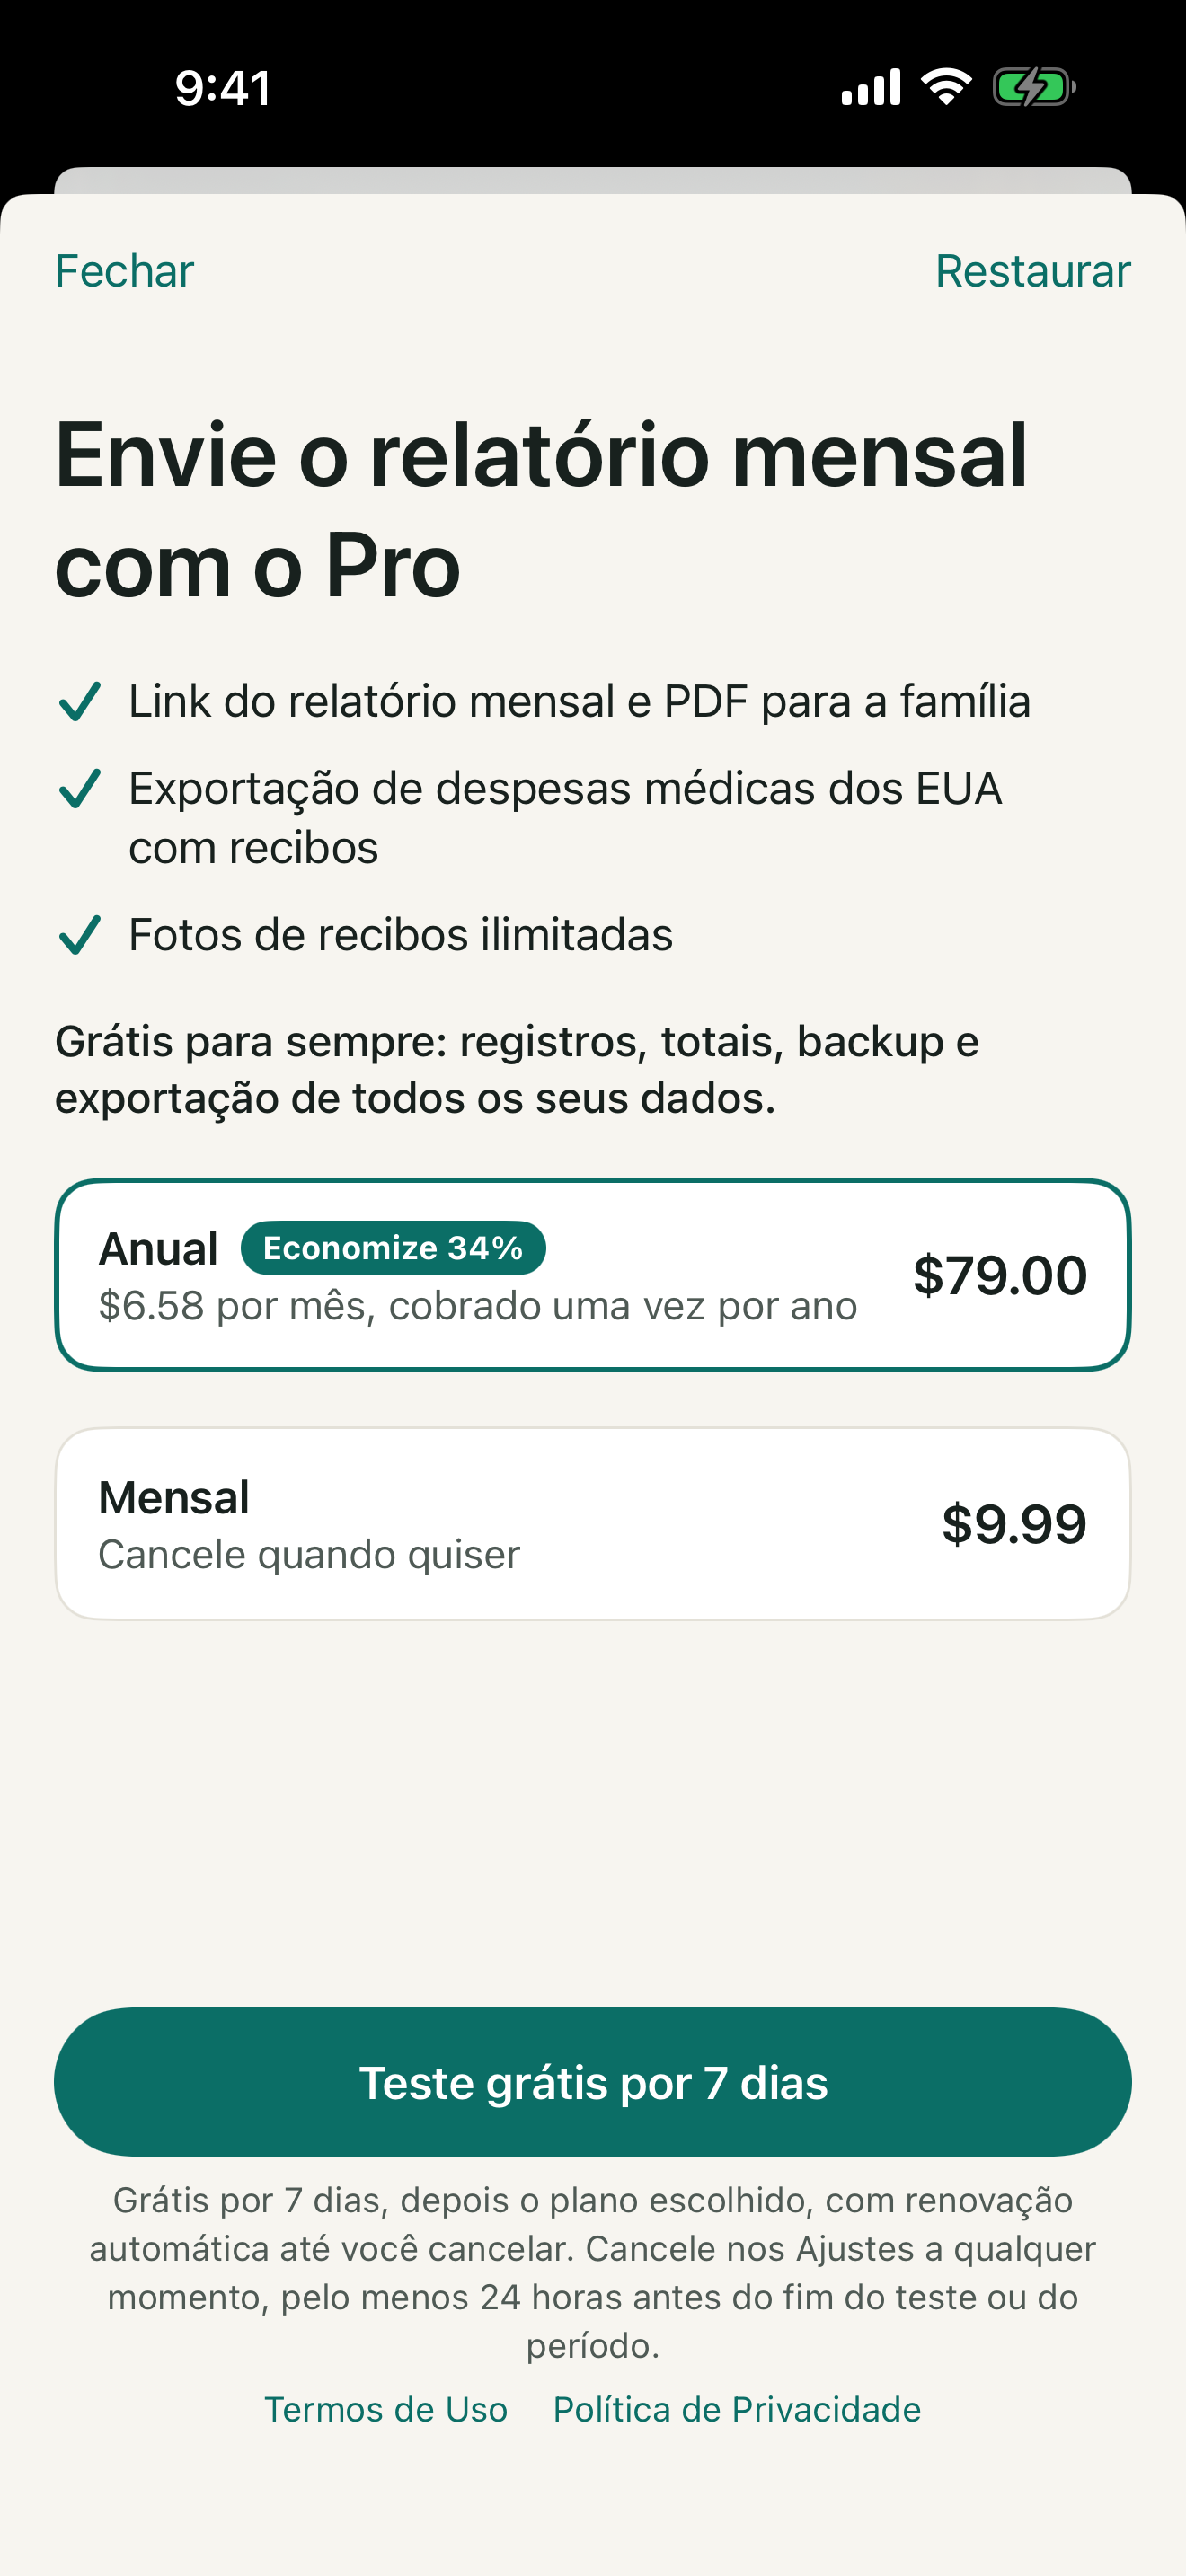 9:41
Fechar
Restaurar
Envie o relatório mensal
com o Pro
Link do relatório mensal e PDF para a família
Exportação de despesas médicas dos EUA
com recibos
Fotos de recibos ilimitadas
Grátis para sempre: registros, totais, backup e
exportação de todos os seus dados.
Anual
Economize 34%
$6.58 por mês, cobrado uma vez por ano
$79.00
Mensal
Cancele quando quiser
$9.99
Teste grátis por 7 dias
Grátis por 7 dias, depois o plano escolhido, com renovação
automática até você cancelar. Cancele nos Ajustes a qualquer
momento, pelo menos 24 horas antes do fim do teste ou do
período.
Termos de Uso
Política de Privacidade